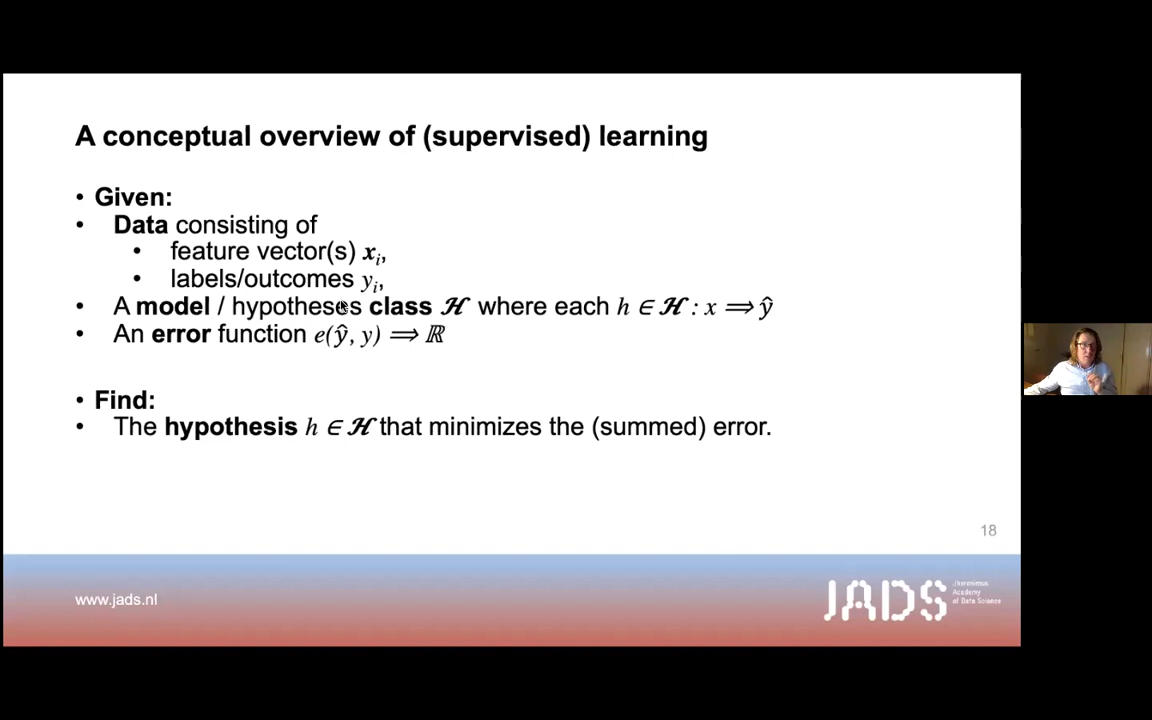 A conceptual overview of (supervised) learning
• Given:
• Data consisting of
• feature vector(s) xᵢ,
• labels/outcomes yᵢ,
• A model / hypotheses class ℋ where each h ∈ ℋ : x ⟹ ŷ
• An error function e(ŷ, y) ⟹ ℝ
• Find:
• The hypothesis h ∈ ℋ that minimizes the (summed) error.
18
www.jads.nl
JADS
Jheronimus
Academy
of Data Science